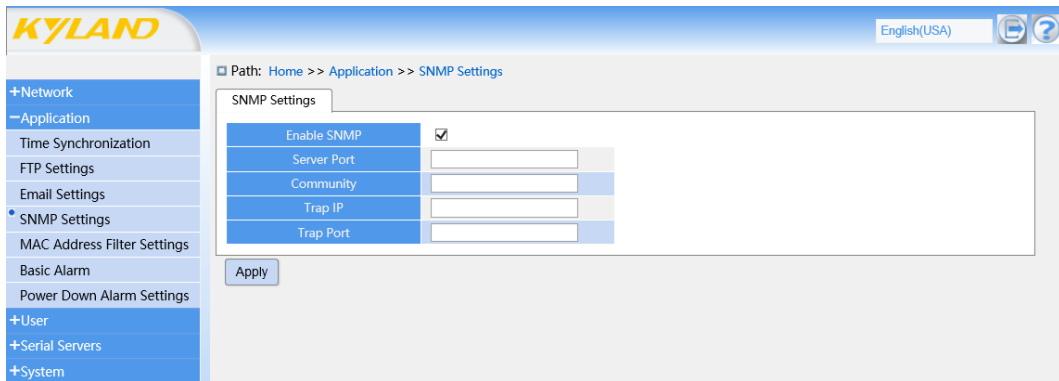 KYLAND
English(USA)
Path: Home >> Application >> SNMP Settings
+Network
−Application
Time Synchronization
FTP Settings
Email Settings
SNMP Settings
MAC Address Filter Settings
Basic Alarm
Power Down Alarm Settings
+User
+Serial Servers
+System
SNMP Settings
Enable SNMP
Server Port
Community
Trap IP
Trap Port
Apply